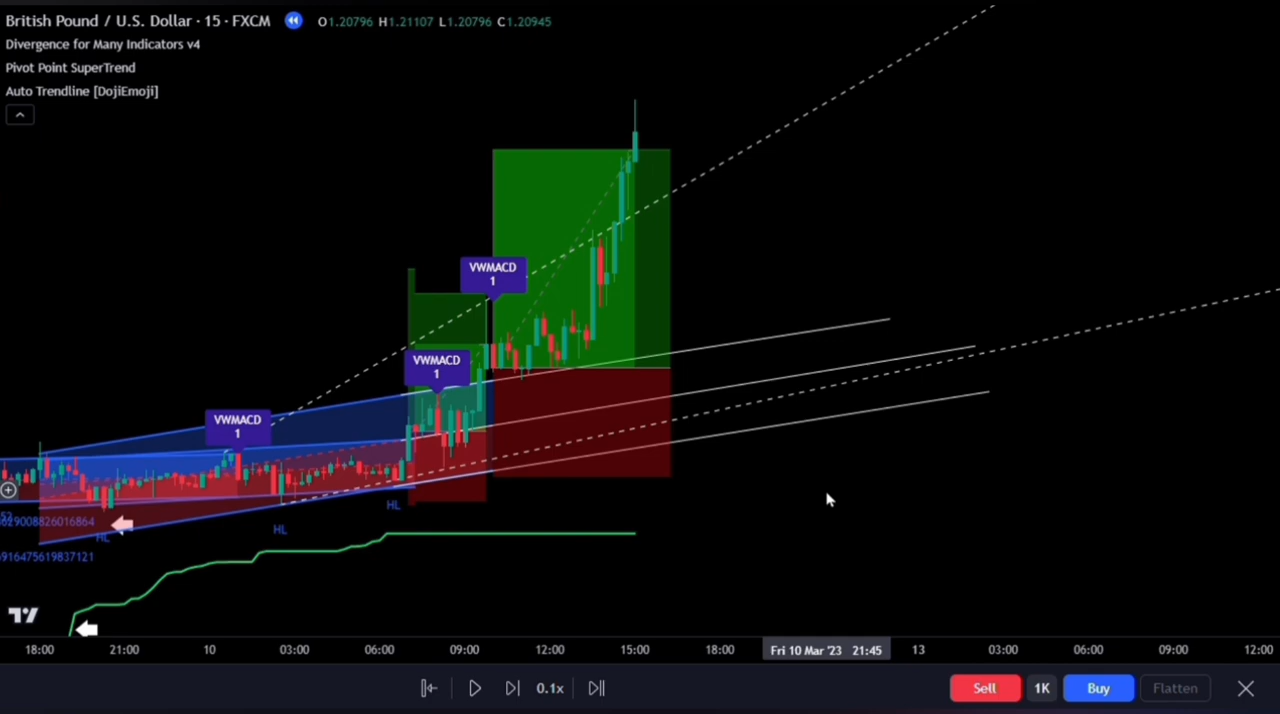 British Pound / U.S. Dollar · 15 · FXCM O1.20796 H1.21107 L1.20796 C1.20945
Divergence for Many Indicators v4
Pivot Point SuperTrend
Auto Trendline [DojiEmoji]
VWMACD
1
VWMACD
1
VWMACD
1
HL
HL
HL
916475619837121
18:00 21:00 10 03:00 06:00 09:00 12:00 15:00 18:00 Fri 10 Mar '23 21:45 13 03:00 06:00 09:00 12:00
0.1x Sell 1K Buy Flatten